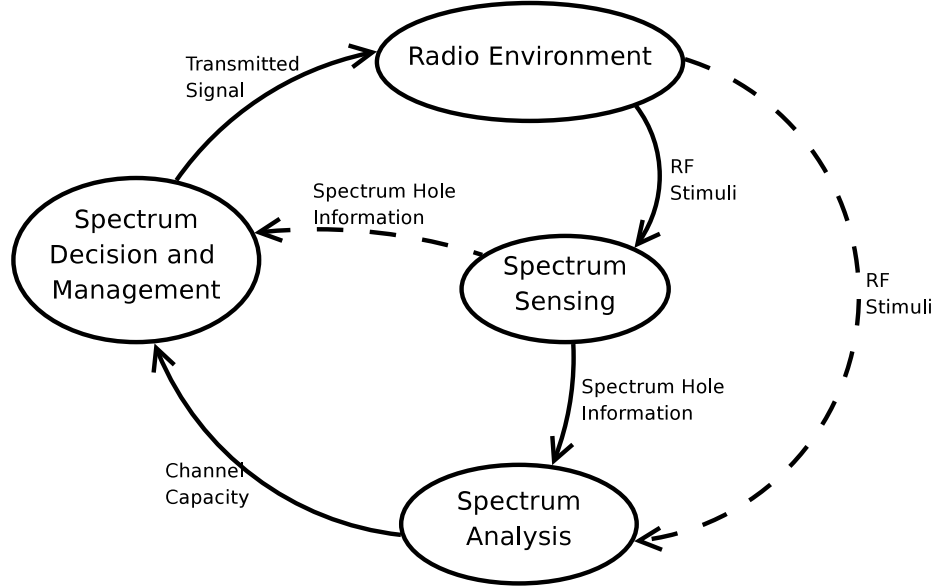 Radio Environment
Transmitted
Signal
RF
Stimuli
Spectrum Hole
Information
Spectrum
Decision and
Management
Spectrum
Sensing
RF
Stimuli
Spectrum Hole
Information
Channel
Capacity
Spectrum
Analysis